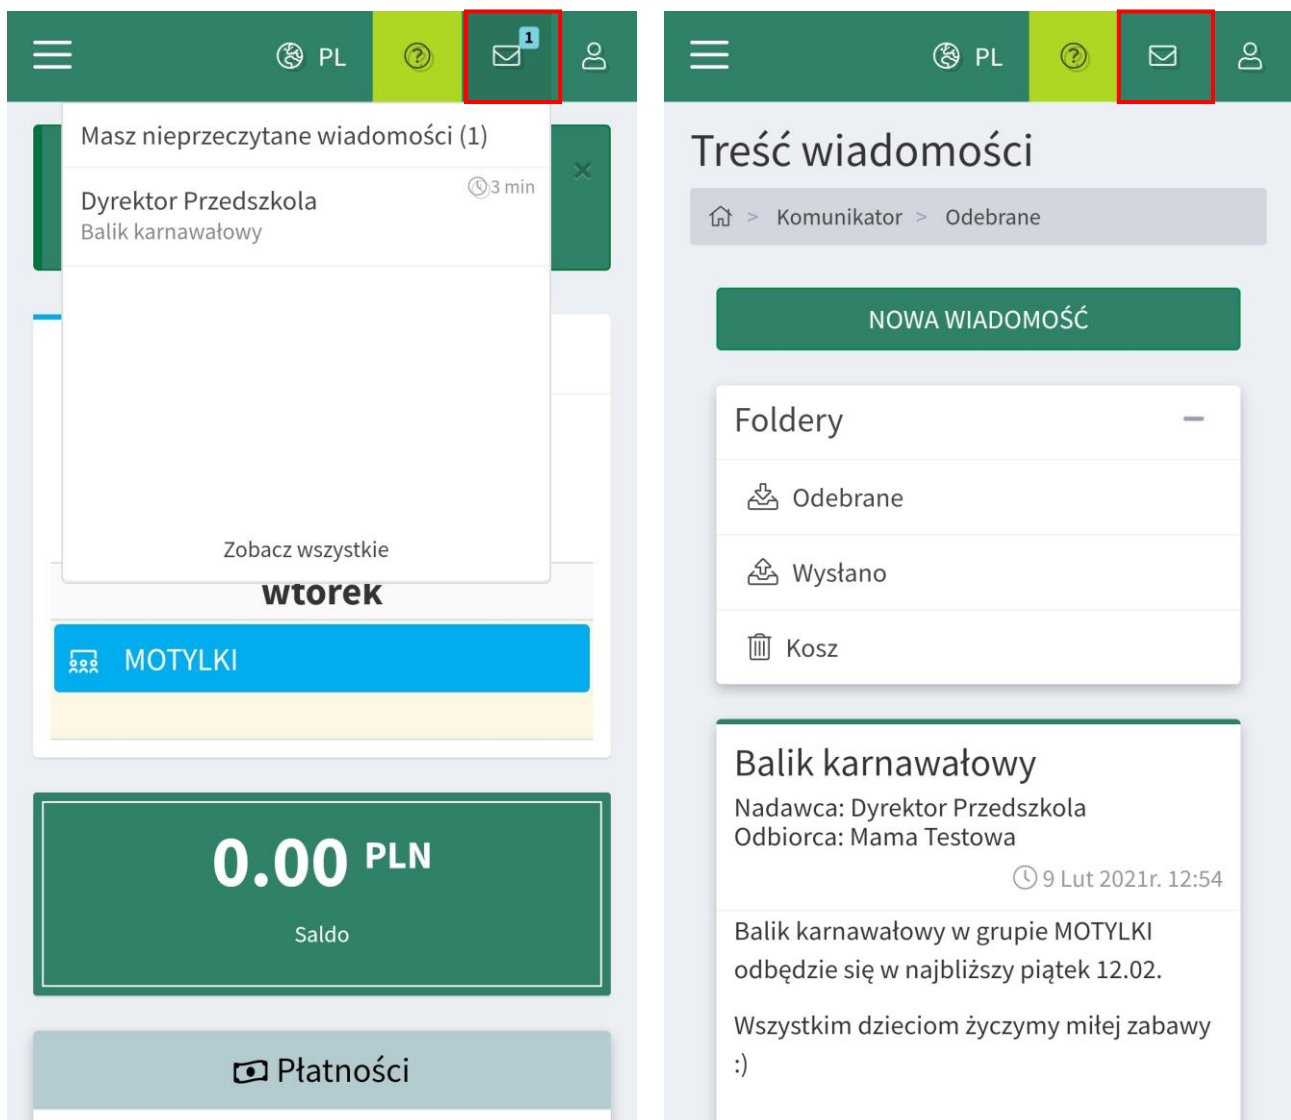 PL
1
Masz nieprzeczytane wiadomości (1)
Dyrektor Przedszkola
3 min
Balik karnawałowy
Zobacz wszystkie
wtorek
MOTYLKI
0.00 PLN
Saldo
Płatności
PL
Treść wiadomości
> Komunikator > Odebrane
NOWA WIADOMOŚĆ
Foldery
Odebrane
Wysłano
Kosz
Balik karnawałowy
Nadawca: Dyrektor Przedszkola
Odbiorca: Mama Testowa
9 Lut 2021r. 12:54
Balik karnawałowy w grupie MOTYLKI
odbędzie się w najbliższy piątek 12.02.
Wszystkim dzieciom życzymy miłej zabawy
:)